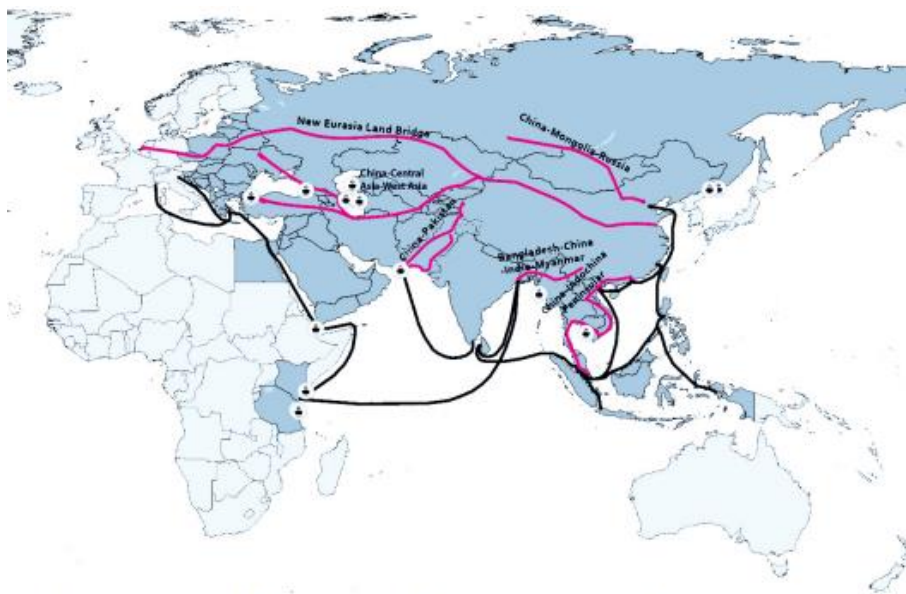 New Eurasia Land Bridge
China-Mongolia-Russia
China-Central
Asia-West Asia
China-Pakistan
Bangladesh-China
-India-Myanmar
China-Indochina
Peninsular